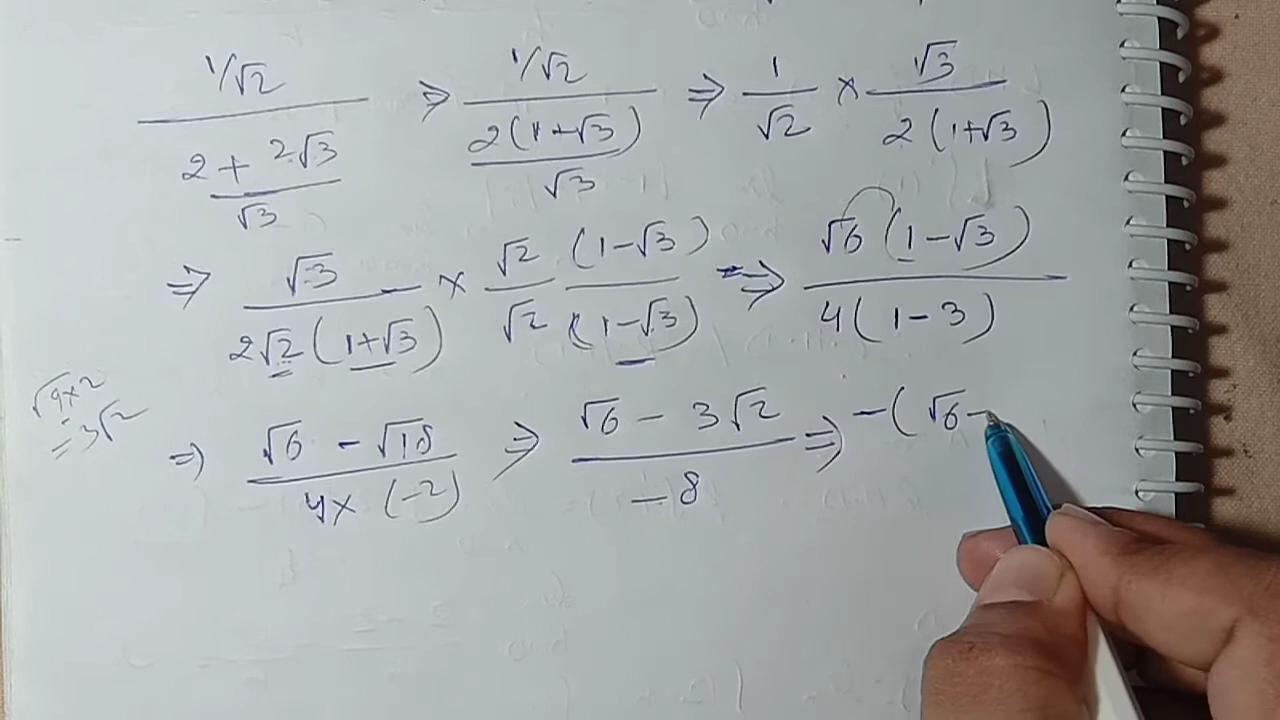 1/√2 / (2 + 2√3 / √3) ⇒ 1/√2 / (2(1+√3) / √3) ⇒ 1/√2 × √3 / 2(1+√3)
⇒ √3 / 2√2(1+√3) × √2/√2 (1-√3)/(1-√3) ⇒ √6(1-√3) / 4(1-3)
√9×2
= 3√2
⇒ √6 - √18 / 4×(-2) ⇒ √6 - 3√2 / -8 ⇒ -(√6-